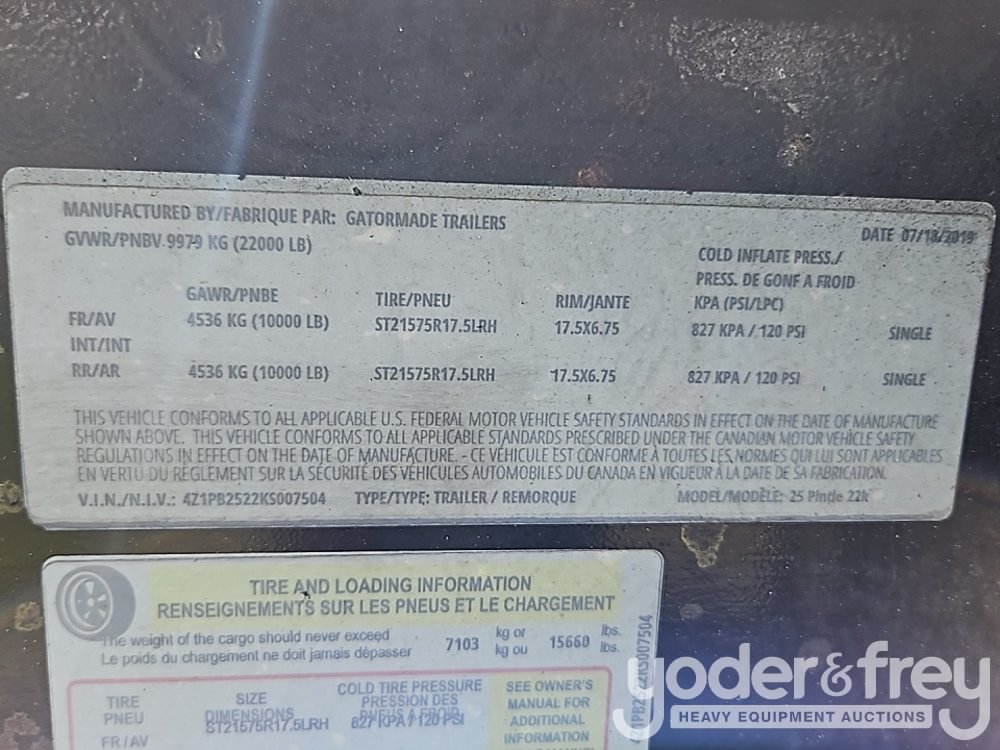 MANUFACTURED BY/FABRIQUE PAR: GATORMADE TRAILERS
DATE 07/18/2019
GVWR/PNBV 9979 KG (22000 LB)
COLD INFLATE PRESS./
PRESS. DE GONF A FROID
GAWR/PNBE TIRE/PNEU RIM/JANTE KPA (PSI/LPC)
FR/AV 4536 KG (10000 LB) ST21575R17.5LRH 17.5X6.75 827 KPA / 120 PSI SINGLE
INT/INT
RR/AR 4536 KG (10000 LB) ST21575R17.5LRH 17.5X6.75 827 KPA / 120 PSI SINGLE
THIS VEHICLE CONFORMS TO ALL APPLICABLE U.S. FEDERAL MOTOR VEHICLE SAFETY STANDARDS IN EFFECT ON THE DATE OF MANUFACTURE
SHOWN ABOVE. THIS VEHICLE CONFORMS TO ALL APPLICABLE STANDARDS PRESCRIBED UNDER THE CANADIAN MOTOR VEHICLE SAFETY
REGULATIONS IN EFFECT ON THE DATE OF MANUFACTURE. - CE VÉHICULE EST CONFORME À TOUTES LES NORMES QUI LUI SONT APPLICABLES
EN VERTU DU RÈGLEMENT SUR LA SÉCURITÉ DES VÉHICULES AUTOMOBILES DU CANADA EN VIGUEUR À LA DATE DE SA FABRICATION.
V.I.N./N.I.V.: 4Z1PB2522KS007504 TYPE/TYPE: TRAILER / REMORQUE MODEL/MODÈLE: 25 Pintle 22k
TIRE AND LOADING INFORMATION
RENSEIGNEMENTS SUR LES PNEUS ET LE CHARGEMENT
The weight of the cargo should never exceed 7103 kg or 15660 lbs.
Le poids du chargement ne doit jamais dépasser kg ou lbs.
TIRE SIZE COLD TIRE PRESSURE SEE OWNER'S
PNEU DIMENSIONS PRESSION DES MANUAL FOR
PNEUS A FROID ADDITIONAL
FR/AV ST21575R17.5LRH 827 KPA / 120 PSI INFORMATION
4Z1PB2522KS007504
yoder&frey
HEAVY EQUIPMENT AUCTIONS